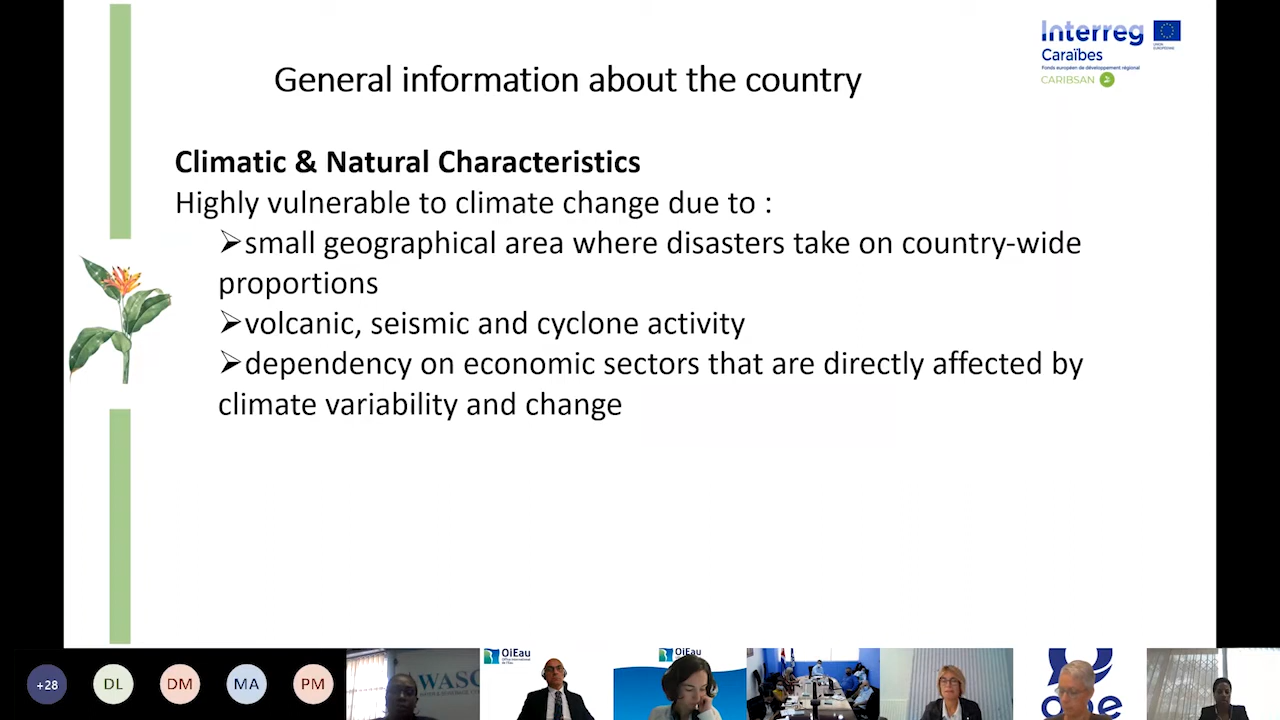 Interreg
UNION EUROPÉENNE
Caraïbes
Fonds européen de développement régional
CARIBSAN
General information about the country
Climatic & Natural Characteristics
Highly vulnerable to climate change due to :
➢small geographical area where disasters take on country-wide
proportions
➢volcanic, seismic and cyclone activity
➢dependency on economic sectors that are directly affected by
climate variability and change
+28
DL
DM
MA
PM
WASC
OiEau
OiEau